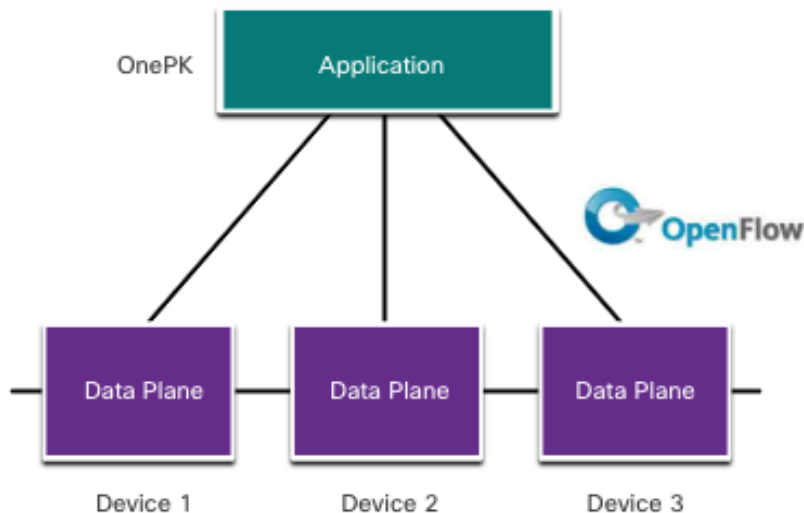 OnePK
Application
OpenFlow
Data Plane
Data Plane
Data Plane
Device 1
Device 2
Device 3